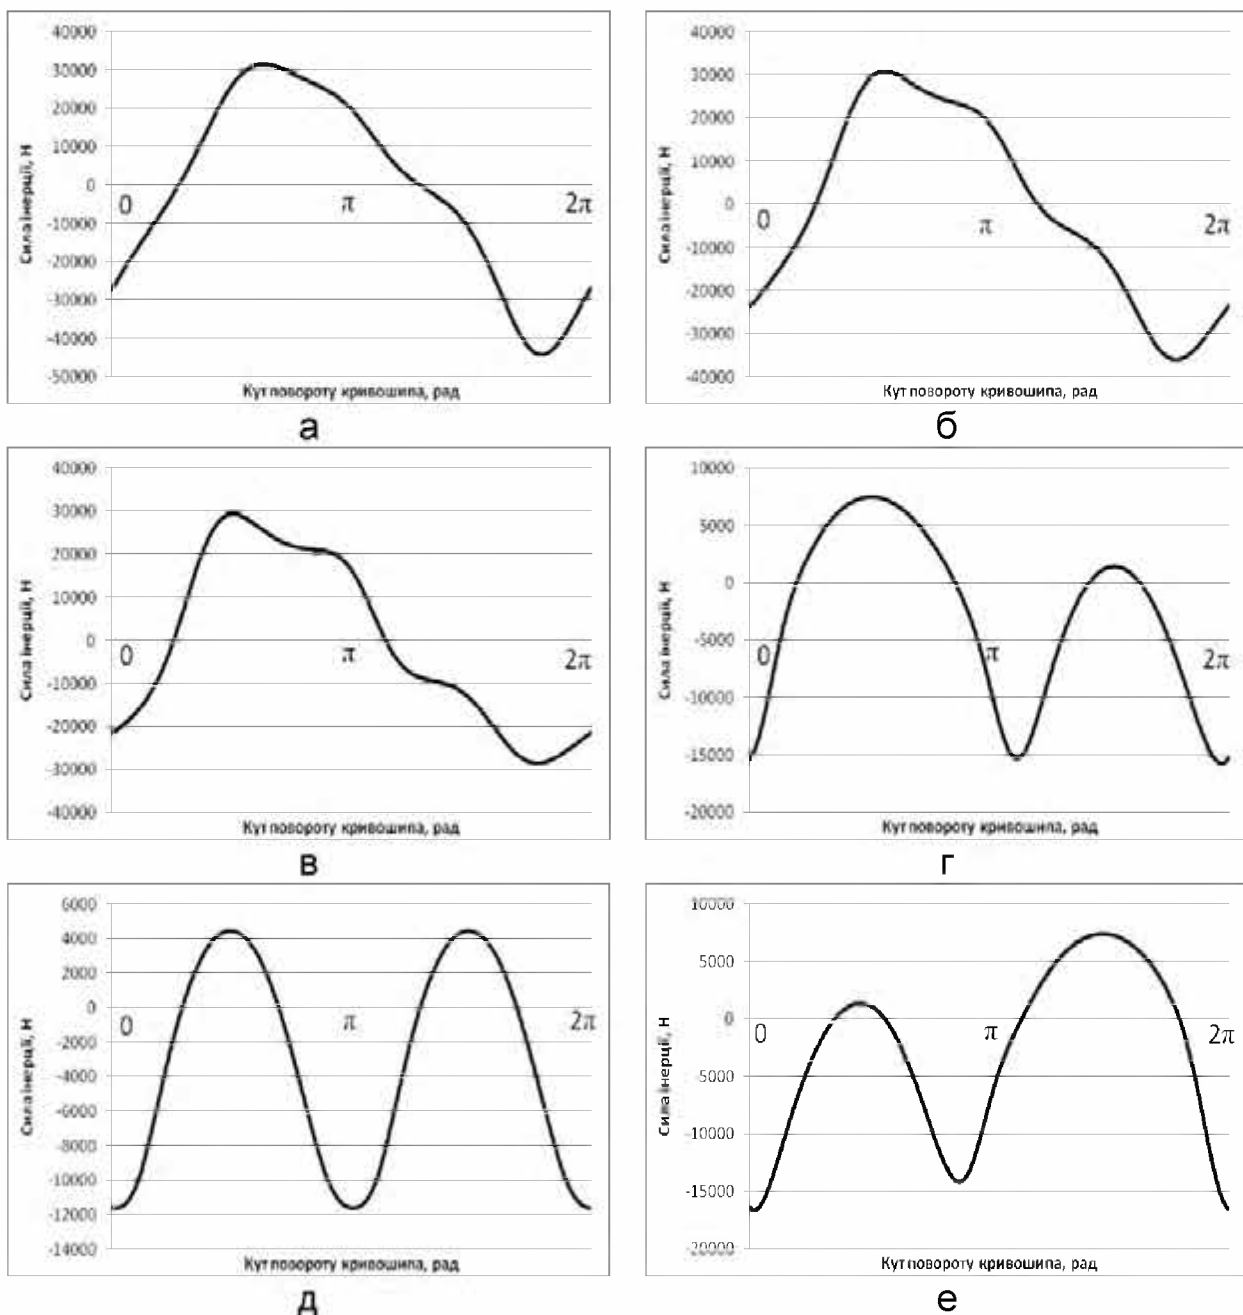 40000
30000
20000
10000
0
-10000
-20000
-30000
-40000
-50000
Сила інерції, Н
0
π
2π
Кут повороту кривошипа, рад
а
40000
30000
20000
10000
0
-10000
-20000
-30000
-40000
Сила інерції, Н
0
π
2π
Кут повороту кривошипа, рад
б
40000
30000
20000
10000
0
-10000
-20000
-30000
-40000
Сила інерції, Н
0
π
2π
Кут повороту кривошипа, рад
в
10000
5000
0
-5000
-10000
-15000
-20000
Сила інерції, Н
0
π
2π
Кут повороту кривошипа, рад
г
6000
4000
2000
0
-2000
-4000
-6000
-8000
-10000
-12000
-14000
Сила інерції, Н
0
π
2π
Кут повороту кривошипа, рад
д
10000
5000
0
-5000
-10000
-15000
-20000
Сила інерції, Н
0
π
2π
Кут повороту кривошипа, рад
е